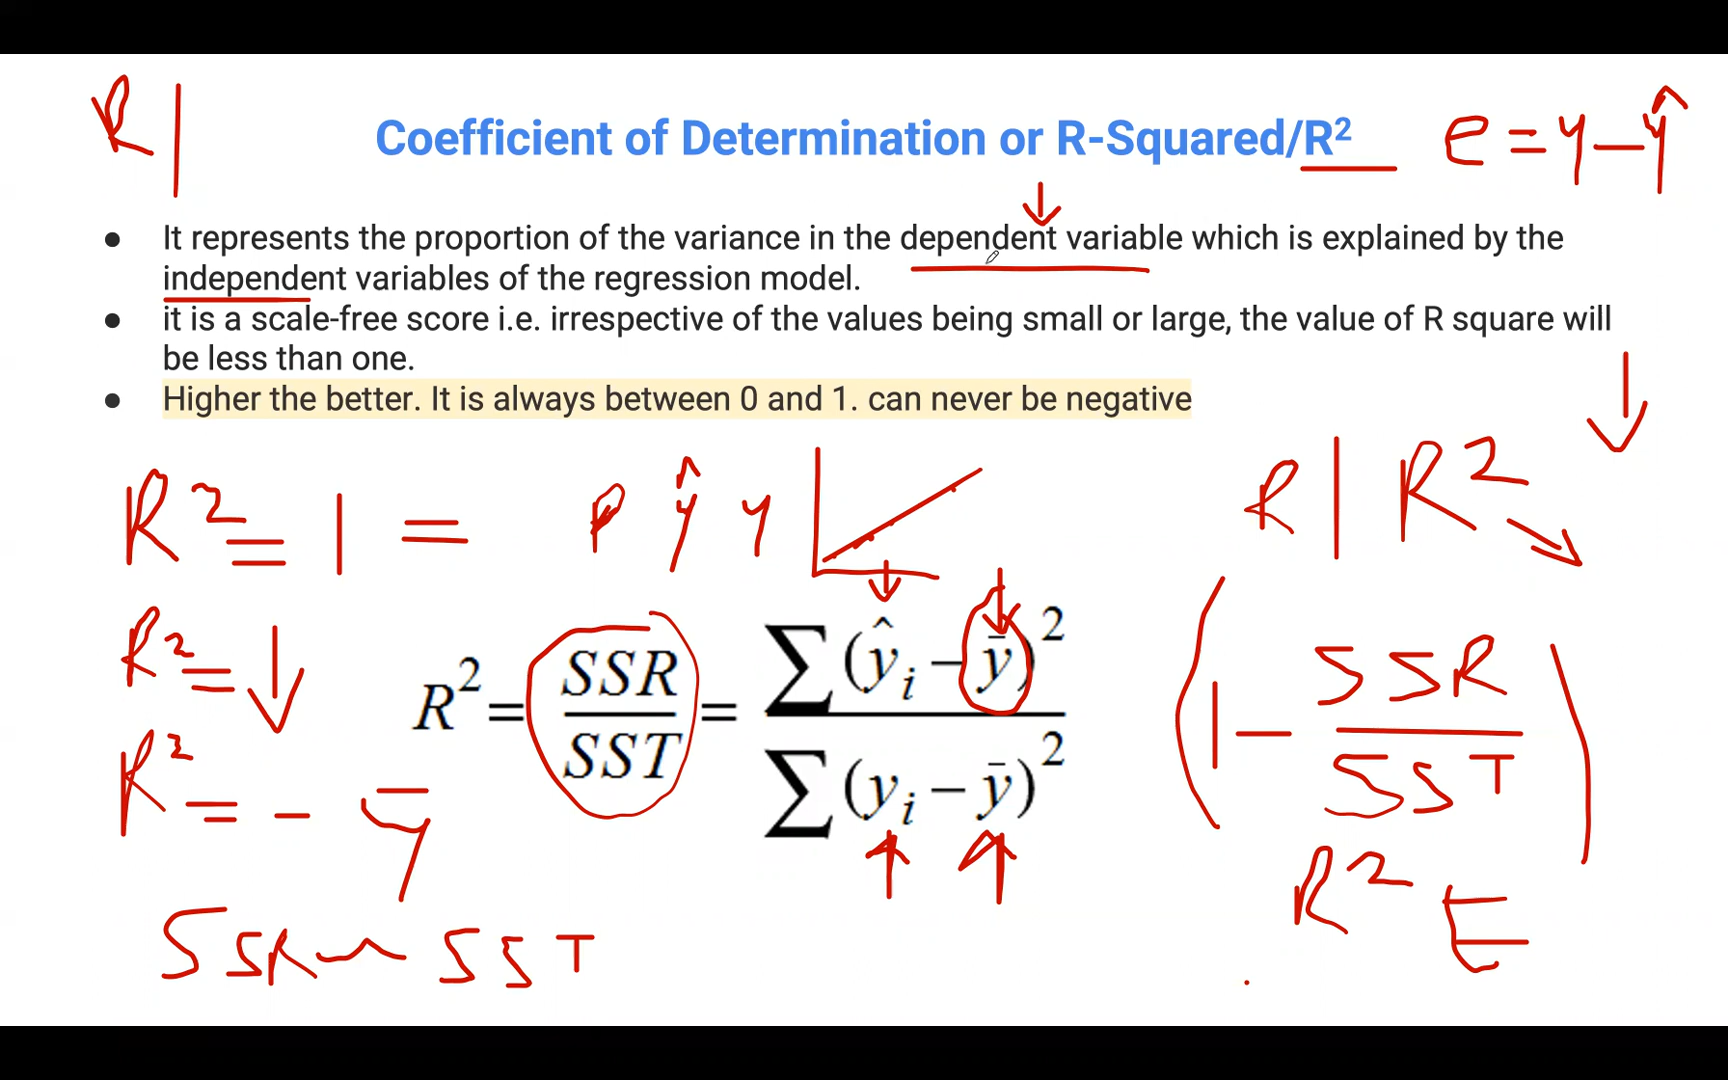 R |
Coefficient of Determination or R-Squared/R²
e = y – ŷ
● It represents the proportion of the variance in the dependent variable which is explained by the
independent variables of the regression model.
● it is a scale-free score i.e. irrespective of the values being small or large, the value of R square will
be less than one.
● Higher the better. It is always between 0 and 1. can never be negative
R² = 1 =
ŷ y
R | R²
R² =
R² = SSR / SST = ∑(ŷᵢ – ȳ)² / ∑(yᵢ – ȳ)²
(1 – SSR / SST)
R² = –
ȳ
R²
E
SSR ~ SST